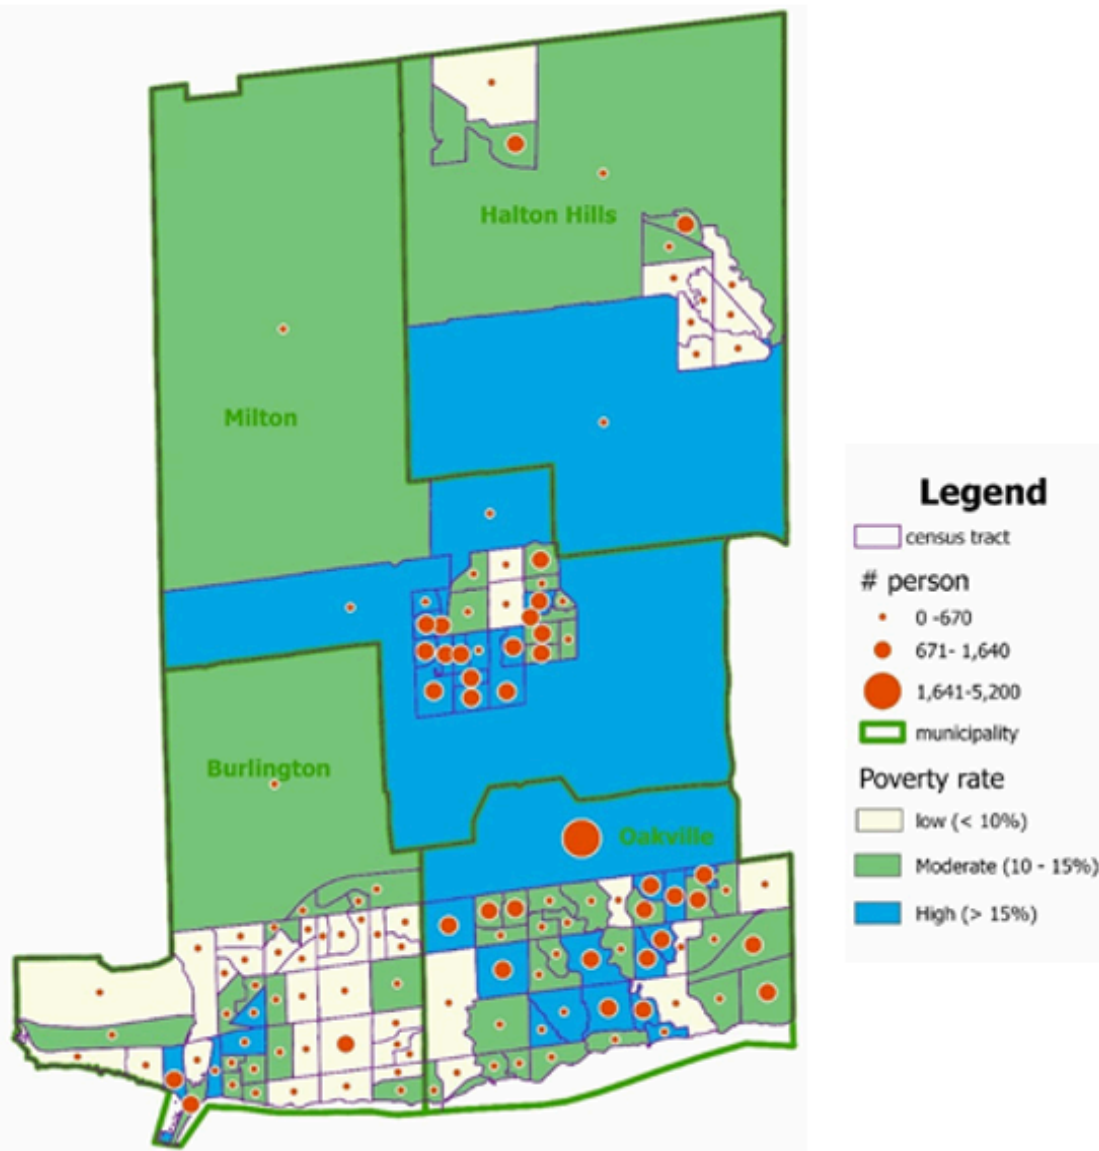 Halton Hills
Milton
Burlington
Oakville
Legend
census tract
# person
0 -670
671- 1,640
1,641-5,200
municipality
Poverty rate
low (< 10%)
Moderate (10 - 15%)
High (> 15%)